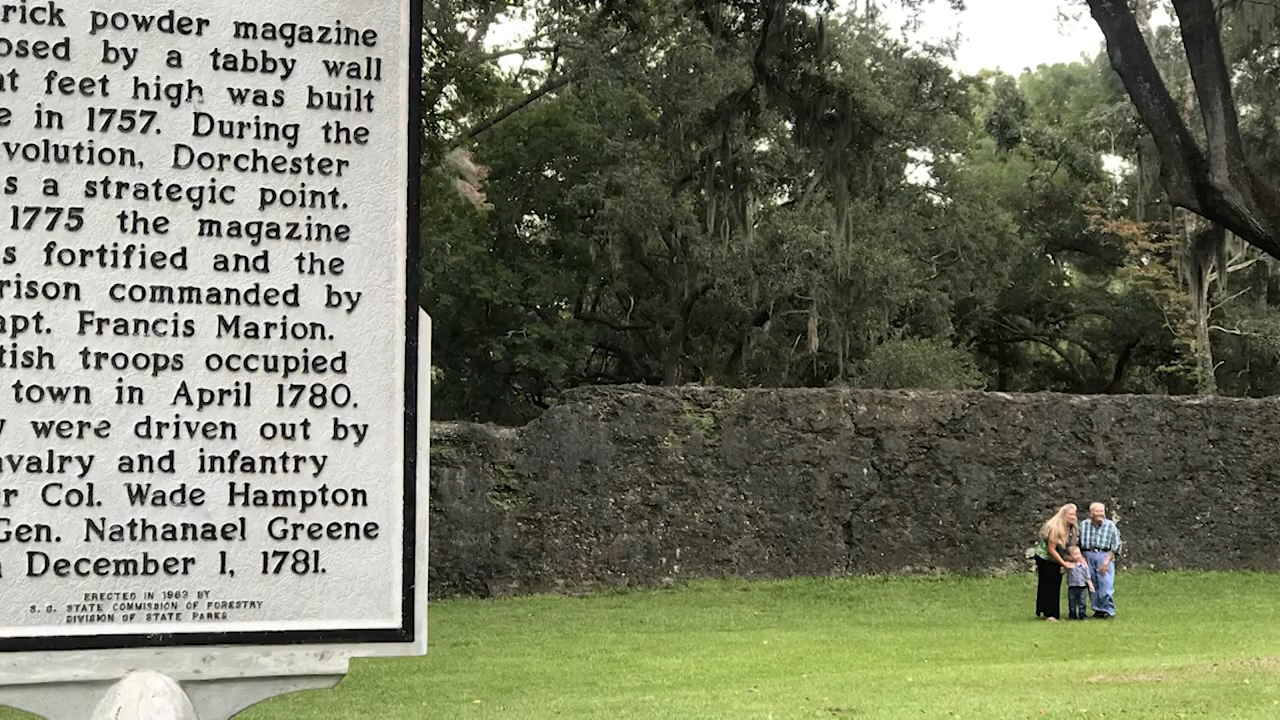 rick powder magazine
osed by a tabby wall
ht feet high was built
e in 1757. During the
volution, Dorchester
s a strategic point.
1775 the magazine
s fortified and the
rison commanded by
apt. Francis Marion.
tish troops occupied
town in April 1780.
y were driven out by
avalry and infantry
r Col. Wade Hampton
Gen. Nathanael Greene
December 1, 1781.
ERECTED IN 1963 BY
S. C. STATE COMMISSION OF FORESTRY
DIVISION OF STATE PARKS